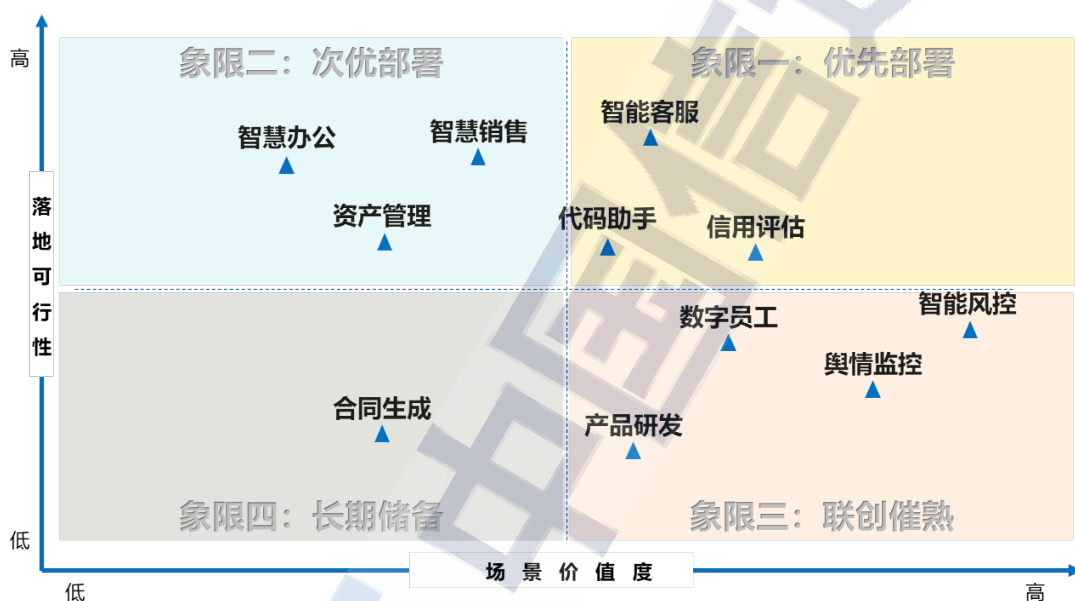 高
象限二：次优部署
象限一：优先部署
智能客服
智慧销售
智慧办公
资产管理
代码助手
信用评估
落地可行性
智能风控
数字员工
舆情监控
合同生成
产品研发
象限四：长期储备
象限三：联创催熟
低
场景价值度
低
高